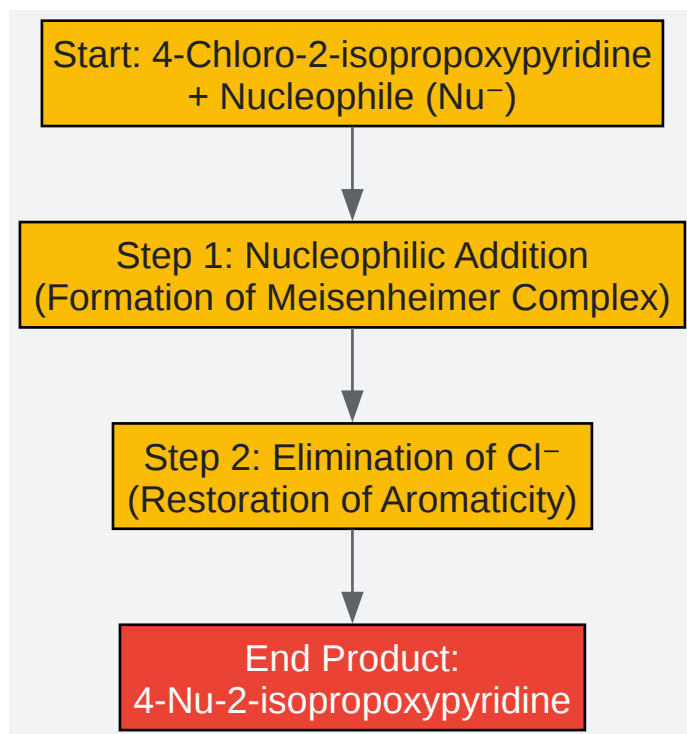 Start: 4-Chloro-2-isopropoxypyridine
+ Nucleophile (Nu⁻)
Step 1: Nucleophilic Addition
(Formation of Meisenheimer Complex)
Step 2: Elimination of Cl⁻
(Restoration of Aromaticity)
End Product:
4-Nu-2-isopropoxypyridine